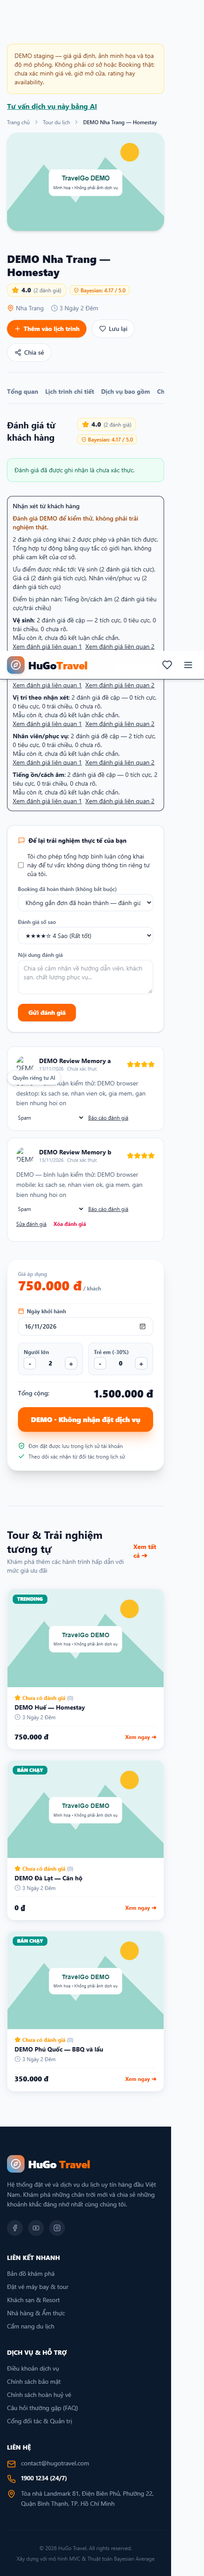 DEMO staging — giá giả định, ảnh minh họa và tọa
độ mô phỏng. Không phải cơ sở hoặc Booking thật;
chưa xác minh giá vé, giờ mở cửa, rating hay
availability.
Tư vấn dịch vụ này bằng AI
Trang chủ > Tour du lịch > DEMO Nha Trang — Homestay
TravelGo DEMO
Minh họa • Không phải ảnh dịch vụ
DEMO Nha Trang —
Homestay
4.0 (2 đánh giá) Bayesian: 4.17 / 5.0
Nha Trang 3 Ngày 2 Đêm
+ Thêm vào lịch trình Lưu lại
Chia sẻ
Tổng quan Lịch trình chi tiết Dịch vụ bao gồm Ch
Đánh giá từ
khách hàng
4.0 (2 đánh giá)
Bayesian: 4.17 / 5.0
Đánh giá đã được ghi nhận là chưa xác thực.
Nhận xét từ khách hàng
Đánh giá DEMO để kiểm thử, không phải trải
nghiệm thật.
2 đánh giá công khai; 2 được phép và phân tích được.
Tổng hợp tự động bằng quy tắc có giới hạn, không
phải cam kết của cơ sở.
Ưu điểm được nhắc tới: Vệ sinh (2 đánh giá tích cực),
Giá cả (2 đánh giá tích cực), Nhân viên/phục vụ (2
đánh giá tích cực)
Điểm bị phàn nàn: Tiếng ồn/cách âm (2 đánh giá tiêu
cực/trái chiều)
Vệ sinh: 2 đánh giá đề cập — 2 tích cực, 0 tiêu cực, 0
trái chiều, 0 chưa rõ.
Mẫu còn ít, chưa đủ kết luận chắc chắn.
Xem đánh giá liên quan 1 Xem đánh giá liên quan 2
HuGoTravel
Xem đánh giá liên quan 1 Xem đánh giá liên quan 2
Vị trí theo nhận xét: 2 đánh giá đề cập — 0 tích cực,
0 tiêu cực, 0 trái chiều, 0 chưa rõ.
Mẫu còn ít, chưa đủ kết luận chắc chắn.
Xem đánh giá liên quan 1 Xem đánh giá liên quan 2
Nhân viên/phục vụ: 2 đánh giá đề cập — 2 tích cực,
0 tiêu cực, 0 trái chiều, 0 chưa rõ.
Mẫu còn ít, chưa đủ kết luận chắc chắn.
Xem đánh giá liên quan 1 Xem đánh giá liên quan 2
Tiếng ồn/cách âm: 2 đánh giá đề cập — 0 tích cực, 2
tiêu cực, 0 trái chiều, 0 chưa rõ.
Mẫu còn ít, chưa đủ kết luận chắc chắn.
Xem đánh giá liên quan 1 Xem đánh giá liên quan 2
Để lại trải nghiệm thực tế của bạn
Tôi cho phép tổng hợp bình luận công khai
này để tư vấn; không dùng thông tin riêng tư
của tôi.
Booking đã hoàn thành (không bắt buộc)
Không gắn đơn đã hoàn thành — đánh giá
Đánh giá số sao
★★★★☆ 4 Sao (Rất tốt)
Nội dung đánh giá
Chia sẻ cảm nhận về hướng dẫn viên, khách
sạn, chất lượng phục vụ...
Gửi đánh giá
DEMO Review Memory a
13/11/2026 · Chưa xác thực
Quyền riêng tư AI
luận kiểm thử: DEMO browser
desktop: ks sach se, nhan vien ok, gia mem, gan
bien nhung hoi on
Spam Báo cáo đánh giá
DEMO Review Memory b
13/11/2026 · Chưa xác thực
DEMO — bình luận kiểm thử: DEMO browser
mobile: ks sach se, nhan vien ok, gia mem, gan
bien nhung hoi on
Spam Báo cáo đánh giá
Sửa đánh giá Xóa đánh giá
Giá áp dụng
750.000 đ / khách
Ngày khởi hành
16/11/2026
Người lớn Trẻ em (-30%)
- 2 + - 0 +
Tổng cộng: 1.500.000 đ
DEMO · Không nhận đặt dịch vụ
Đơn đặt được lưu trong lịch sử tài khoản
Theo dõi xác nhận từ đối tác trong lịch sử
Tour & Trải nghiệm
tương tự
Khám phá thêm các hành trình hấp dẫn với
mức giá ưu đãi
Xem tất
cả →
TRENDING
TravelGo DEMO
Minh họa • Không phải ảnh dịch vụ
Chưa có đánh giá (0)
DEMO Huế — Homestay
3 Ngày 2 Đêm
750.000 đ Xem ngay →
BÁN CHẠY
TravelGo DEMO
Minh họa • Không phải ảnh dịch vụ
Chưa có đánh giá (0)
DEMO Đà Lạt — Căn hộ
3 Ngày 2 Đêm
0 đ Xem ngay →
BÁN CHẠY
TravelGo DEMO
Minh họa • Không phải ảnh dịch vụ
Chưa có đánh giá (0)
DEMO Phú Quốc — BBQ và lẩu
3 Ngày 2 Đêm
350.000 đ Xem ngay →
HuGo Travel
Hệ thống đặt vé và dịch vụ du lịch uy tín hàng đầu Việt
Nam. Khám phá những chân trời mới và chia sẻ những
khoảnh khắc đáng nhớ nhất cùng chúng tôi.
LIÊN KẾT NHANH
Bản đồ khám phá
Đặt vé máy bay & tour
Khách sạn & Resort
Nhà hàng & Ẩm thực
Cẩm nang du lịch
DỊCH VỤ & HỖ TRỢ
Điều khoản dịch vụ
Chính sách bảo mật
Chính sách hoàn huỷ vé
Câu hỏi thường gặp (FAQ)
Cổng đối tác & Quản trị
LIÊN HỆ
contact@hugotravel.com
1900 1234 (24/7)
Tòa nhà Landmark 81, Điện Biên Phủ, Phường 22,
Quận Bình Thạnh, TP. Hồ Chí Minh
© 2026 HuGo Travel. All rights reserved.
Xây dựng với mô hình MVC & Thuật toán Bayesian Average